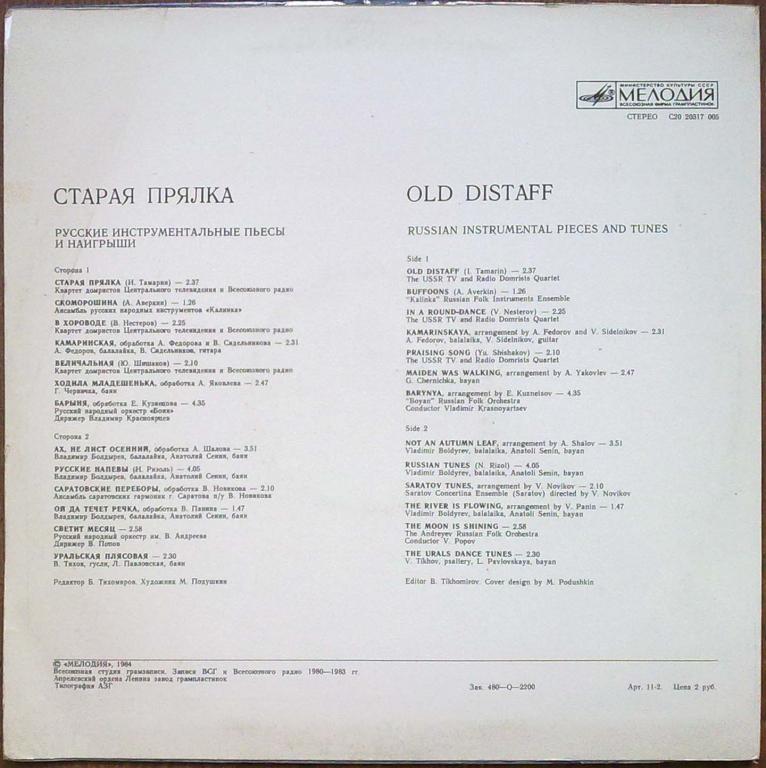 МИНИСТЕРСТВО КУЛЬТУРЫ СССР
МЕЛОДИЯ
ВСЕСОЮЗНАЯ ФИРМА ГРАМПЛАСТИНОК
СТЕРЕО С20 20317 005
СТАРАЯ ПРЯЛКА
РУССКИЕ ИНСТРУМЕНТАЛЬНЫЕ ПЬЕСЫ
И НАИГРЫШИ
Сторона 1
СТАРАЯ ПРЯЛКА (И. Тамарин) — 2.37
Квартет домристов Центрального телевидения и Всесоюзного радио
СКОМОРОШИНА (А. Аверкин) — 1.26
Ансамбль русских народных инструментов «Калинка»
В ХОРОВОДЕ (В. Нестеров) — 2.25
Квартет домристов Центрального телевидения и Всесоюзного радио
КАМАРИНСКАЯ, обработка А. Федорова и В. Сидельникова — 2.31
А. Федоров, балалайка, В. Сидельников, гитара
ВЕЛИЧАЛЬНАЯ (Ю. Шишаков) — 2.10
Квартет домристов Центрального телевидения и Всесоюзного радио
ХОДИЛА МЛАДЕШЕНЬКА, обработка А. Яковлева — 2.47
Г. Черничка, баян
БАРЫНЯ, обработка Е. Кузнецова — 4.35
Русский народный оркестр «Боян»
Дирижер Владимир Красноярцев
Сторона 2
АХ, НЕ ЛИСТ ОСЕННИЙ, обработка А. Шалова — 3.51
Владимир Болдырев, балалайка, Анатолий Сенин, баян
РУССКИЕ НАПЕВЫ (Н. Ризоль) — 4.05
Владимир Болдырев, балалайка, Анатолий Сенин, баян
САРАТОВСКИЕ ПЕРЕБОРЫ, обработка В. Новикова — 2.10
Ансамбль саратовских гармоник г. Саратова п/у В. Новикова
ОЙ ДА ТЕЧЕТ РЕЧКА, обработка В. Панина — 1.47
Владимир Болдырев, балалайка, Анатолий Сенин, баян
СВЕТИТ МЕСЯЦ — 2.58
Русский народный оркестр им. В. Андреева
Дирижер В. Попов
УРАЛЬСКАЯ ПЛЯСОВАЯ — 2.30
В. Тихов, гусли, Л. Павловская, баян
Редактор Б. Тихомиров. Художник М. Подушкин
OLD DISTAFF
RUSSIAN INSTRUMENTAL PIECES AND TUNES
Side 1
OLD DISTAFF (I. Tamarin) — 2.37
The USSR TV and Radio Domrists Quartet
BUFFOONS (A. Averkin) — 1.26
"Kalinka" Russian Folk Instruments Ensemble
IN A ROUND-DANCE (V. Nesterov) — 2.25
The USSR TV and Radio Domrists Quartet
KAMARINSKAYA, arrangement by A. Fedorov and V. Sidelnikov — 2.31
A. Fedorov, balalaika, V. Sidelnikov, guitar
PRAISING SONG (Yu. Shishakov) — 2.10
The USSR TV and Radio Domrists Quartet
MAIDEN WAS WALKING, arrangement by A. Yakovlev — 2.47
G. Chernichka, bayan
BARYNYA, arrangement by E. Kuznetsov — 4.35
"Boyan" Russian Folk Orchestra
Conductor Vladimir Krasnoyartsev
Side 2
NOT AN AUTUMN LEAF, arrangement by A. Shalov — 3.51
Vladimir Boldyrev, balalaika, Anatoli Senin, bayan
RUSSIAN TUNES (N. Rizol) — 4.05
Vladimir Boldyrev, balalaika, Anatoli Senin, bayan
SARATOV TUNES, arrangement by V. Novikov — 2.10
Saratov Concertina Ensemble (Saratov) directed by V. Novikov
THE RIVER IS FLOWING, arrangement by V. Panin — 1.47
Vladimir Boldyrev, balalaika, Anatoli Senin, bayan
THE MOON IS SHINING — 2.58
The Andreyev Russian Folk Orchestra
Conductor V. Popov
THE URALS DANCE TUNES — 2.30
V. Tikhov, psaltery, L. Pavlovskaya, bayan
Editor B. Tikhomirov. Cover design by M. Podushkin
© «МЕЛОДИЯ», 1984
Всесоюзная студия грамзаписи. Записи ВСГ и Всесоюзного радио 1980—1983 гг.
Апрелевский ордена Ленина завод грампластинок
Типография АЗГ
Зак. 480—О—2200
Арт. 11-2. Цена 2 руб.